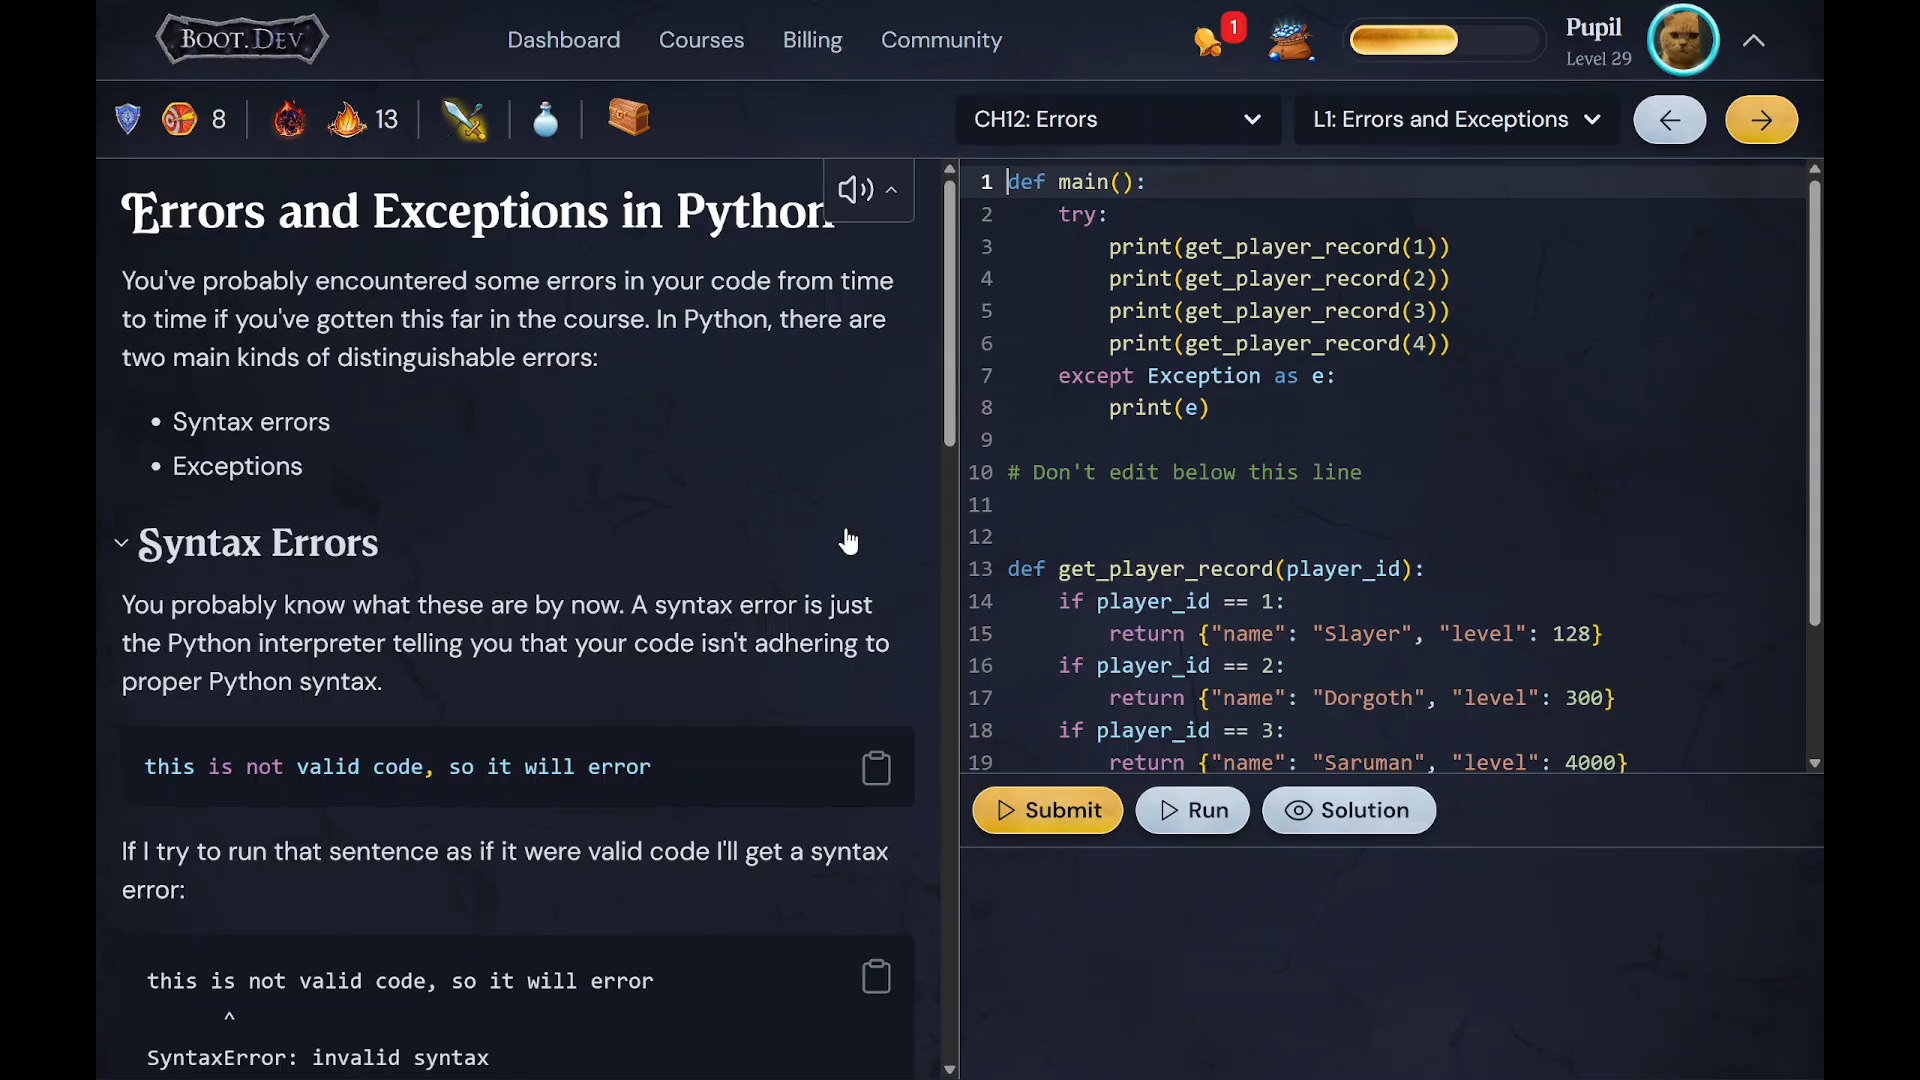 BOOT.DEV
Dashboard
Courses
Billing
Community
1
Pupil
Level 29
8
13
CH12: Errors
L1: Errors and Exceptions
Errors and Exceptions in Python
You've probably encountered some errors in your code from time
to time if you've gotten this far in the course. In Python, there are
two main kinds of distinguishable errors:
• Syntax errors
• Exceptions
Syntax Errors
You probably know what these are by now. A syntax error is just
the Python interpreter telling you that your code isn't adhering to
proper Python syntax.
this is not valid code, so it will error
If I try to run that sentence as if it were valid code I'll get a syntax
error:
this is not valid code, so it will error
^
SyntaxError: invalid syntax
1 def main():
2     try:
3         print(get_player_record(1))
4         print(get_player_record(2))
5         print(get_player_record(3))
6         print(get_player_record(4))
7     except Exception as e:
8         print(e)
9
10 # Don't edit below this line
11
12
13 def get_player_record(player_id):
14     if player_id == 1:
15         return {"name": "Slayer", "level": 128}
16     if player_id == 2:
17         return {"name": "Dorgoth", "level": 300}
18     if player_id == 3:
19         return {"name": "Saruman", "level": 4000}
Submit
Run
Solution